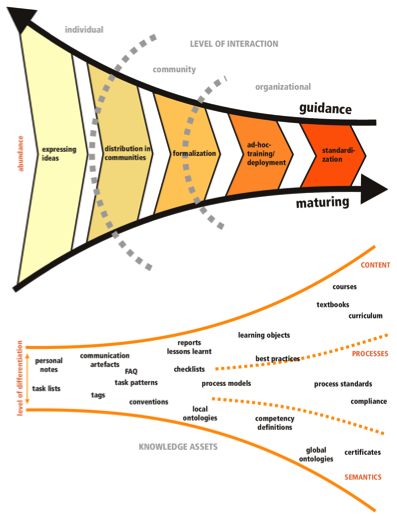 individual
LEVEL OF INTERACTION
community
organizational
guidance
abundance
expressing
ideas
distribution in
communities
formalization
ad-hoc-
training/
deployment
standardi-
zation
maturing
CONTENT
courses
textbooks
curriculum
learning objects
reports
lessons learnt
PROCESSES
level of differentiation
personal
notes
communication
artefacts
best practices
FAQ
checklists
task lists
task patterns
process models
process standards
tags
conventions
compliance
local
ontologies
competency
definitions
KNOWLEDGE ASSETS
global
ontologies
certificates
SEMANTICS